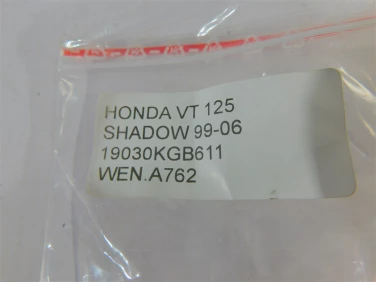 HONDA VT 125
SHADOW 99-06
19030KGB611
WEN.A762